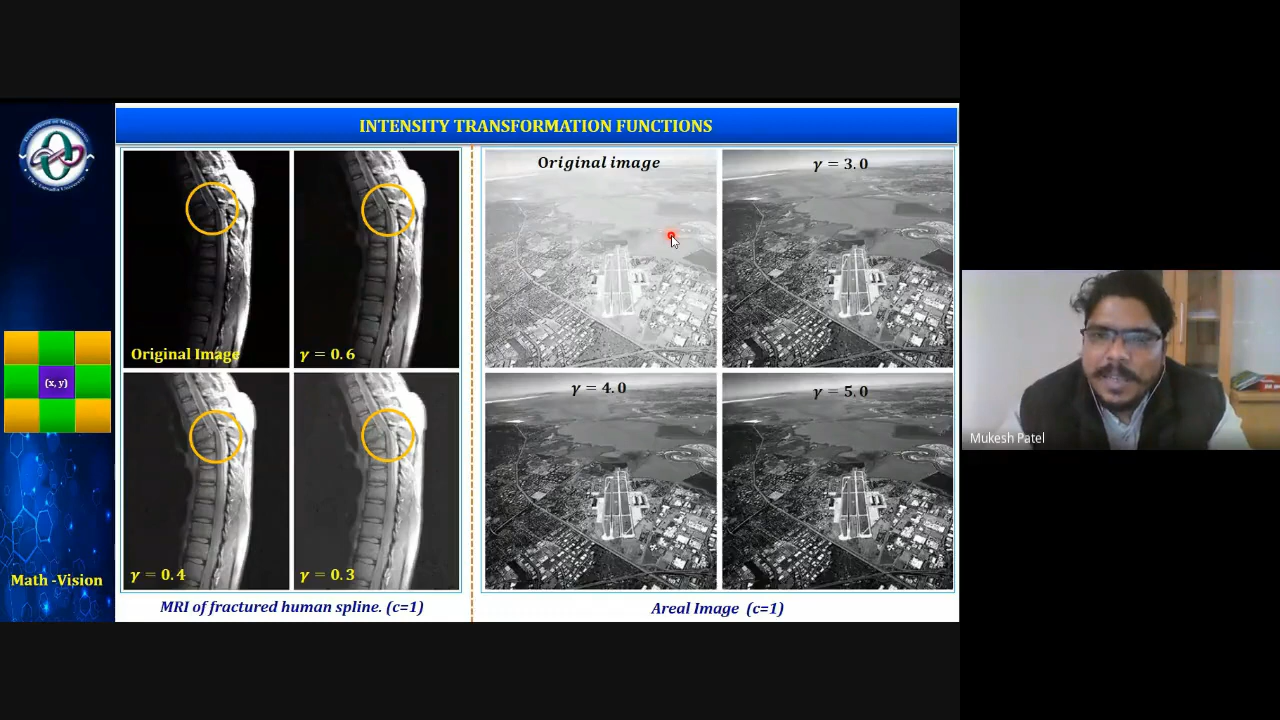 INTENSITY TRANSFORMATION FUNCTIONS
Original Image
γ = 0.6
γ = 0.4
γ = 0.3
MRI of fractured human spline. (c=1)
Original image
γ = 3.0
γ = 4.0
γ = 5.0
Areal Image (c=1)
(x, y)
Math -Vision
Mukesh Patel